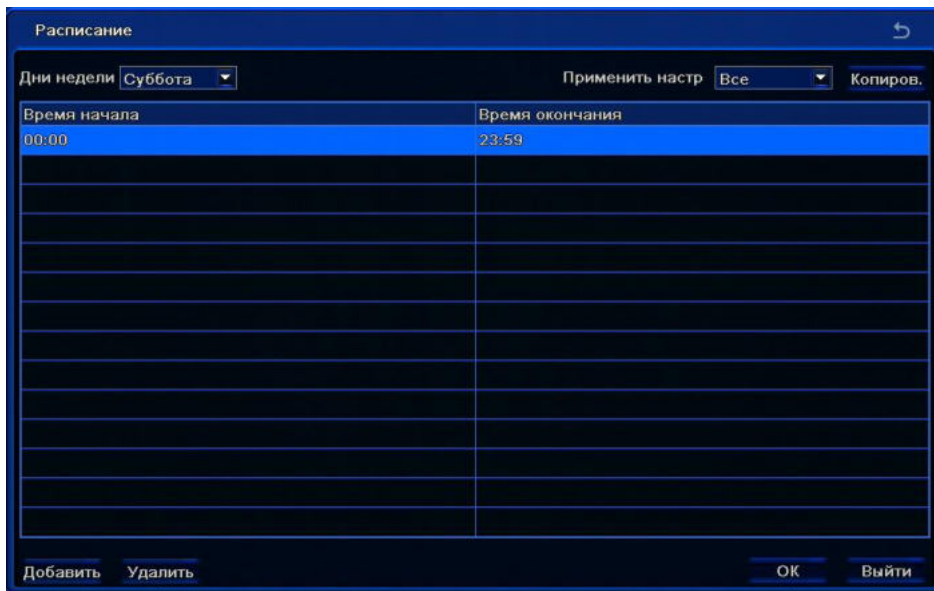 Расписание
Дни недели Суббота Применить настр Все Копиров.
Время начала Время окончания
00:00 23:59
Добавить Удалить ОК Выйти